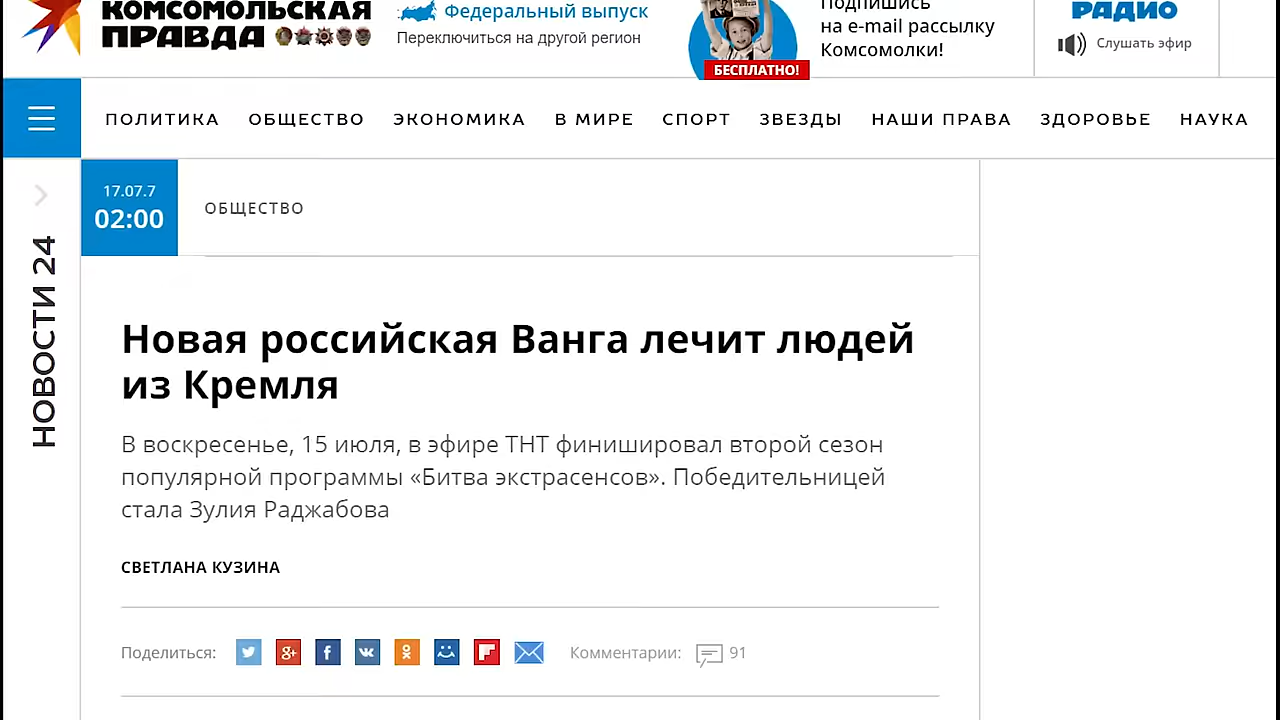 КОМСОМОЛЬСКАЯ
ПРАВДА
Федеральный выпуск
Переключиться на другой регион
БЕСПЛАТНО!
Подпишись
на e-mail рассылку
Комсомолки!
РАДИО
Слушать эфир
ПОЛИТИКА ОБЩЕСТВО ЭКОНОМИКА В МИРЕ СПОРТ ЗВЕЗДЫ НАШИ ПРАВА ЗДОРОВЬЕ НАУКА
НОВОСТИ 24
17.07.7
02:00
ОБЩЕСТВО
Новая российская Ванга лечит людей
из Кремля
В воскресенье, 15 июля, в эфире ТНТ финишировал второй сезон
популярной программы «Битва экстрасенсов». Победительницей
стала Зулия Раджабова
СВЕТЛАНА КУЗИНА
Поделиться:
Комментарии: 91